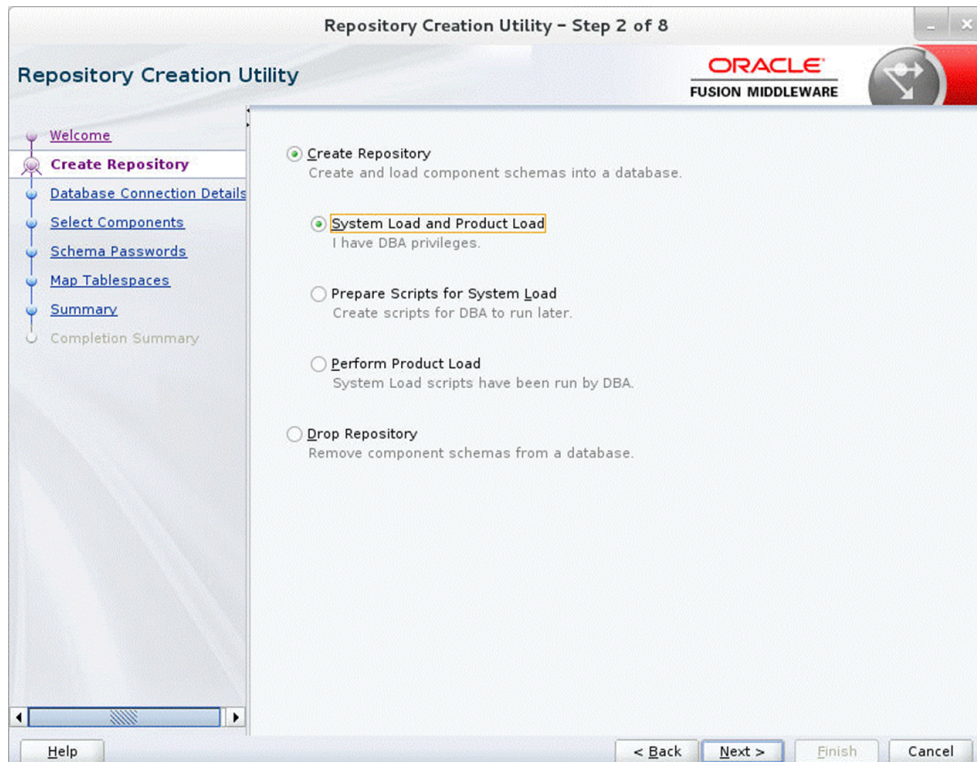 Repository Creation Utility – Step 2 of 8
Repository Creation Utility
ORACLE
FUSION MIDDLEWARE
Welcome
Create Repository
Database Connection Details
Select Components
Schema Passwords
Map Tablespaces
Summary
Completion Summary
Create Repository
Create and load component schemas into a database.
System Load and Product Load
I have DBA privileges.
Prepare Scripts for System Load
Create scripts for DBA to run later.
Perform Product Load
System Load scripts have been run by DBA.
Drop Repository
Remove component schemas from a database.
Help
< Back
Next >
Finish
Cancel